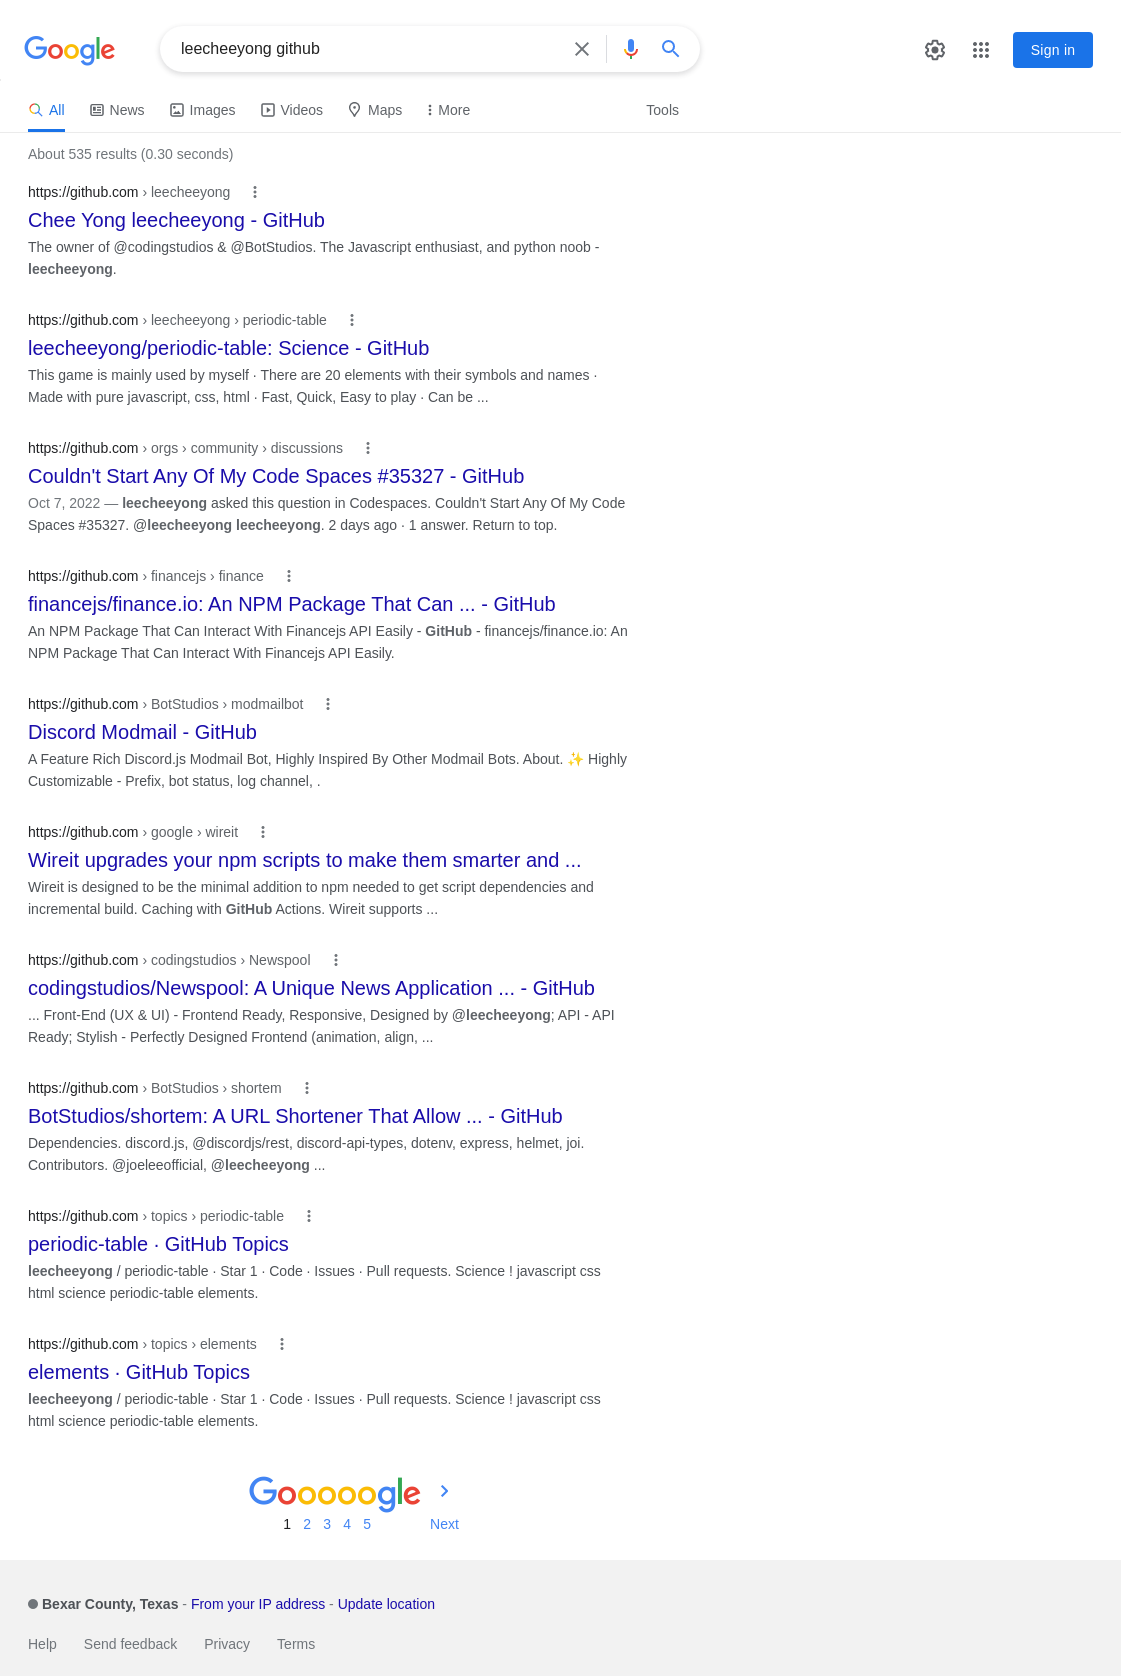 Google
leecheeyong github
Sign in
All News Images Videos Maps More Tools
About 535 results (0.30 seconds)
https://github.com › leecheeyong
Chee Yong leecheeyong - GitHub
The owner of @codingstudios & @BotStudios. The Javascript enthusiast, and python noob -
leecheeyong.
https://github.com › leecheeyong › periodic-table
leecheeyong/periodic-table: Science - GitHub
This game is mainly used by myself · There are 20 elements with their symbols and names ·
Made with pure javascript, css, html · Fast, Quick, Easy to play · Can be ...
https://github.com › orgs › community › discussions
Couldn't Start Any Of My Code Spaces #35327 - GitHub
Oct 7, 2022 — leecheeyong asked this question in Codespaces. Couldn't Start Any Of My Code
Spaces #35327. @leecheeyong leecheeyong. 2 days ago · 1 answer. Return to top.
https://github.com › financejs › finance
financejs/finance.io: An NPM Package That Can ... - GitHub
An NPM Package That Can Interact With Financejs API Easily - GitHub - financejs/finance.io: An
NPM Package That Can Interact With Financejs API Easily.
https://github.com › BotStudios › modmailbot
Discord Modmail - GitHub
A Feature Rich Discord.js Modmail Bot, Highly Inspired By Other Modmail Bots. About. ✨ Highly
Customizable - Prefix, bot status, log channel, .
https://github.com › google › wireit
Wireit upgrades your npm scripts to make them smarter and ...
Wireit is designed to be the minimal addition to npm needed to get script dependencies and
incremental build. Caching with GitHub Actions. Wireit supports ...
https://github.com › codingstudios › Newspool
codingstudios/Newspool: A Unique News Application ... - GitHub
... Front-End (UX & UI) - Frontend Ready, Responsive, Designed by @leecheeyong; API - API
Ready; Stylish - Perfectly Designed Frontend (animation, align, ...
https://github.com › BotStudios › shortem
BotStudios/shortem: A URL Shortener That Allow ... - GitHub
Dependencies. discord.js, @discordjs/rest, discord-api-types, dotenv, express, helmet, joi.
Contributors. @joeleeofficial, @leecheeyong ...
https://github.com › topics › periodic-table
periodic-table · GitHub Topics
leecheeyong / periodic-table · Star 1 · Code · Issues · Pull requests. Science ! javascript css
html science periodic-table elements.
https://github.com › topics › elements
elements · GitHub Topics
leecheeyong / periodic-table · Star 1 · Code · Issues · Pull requests. Science ! javascript css
html science periodic-table elements.
Gooooogle
1 2 3 4 5 Next
Bexar County, Texas - From your IP address - Update location
Help Send feedback Privacy Terms